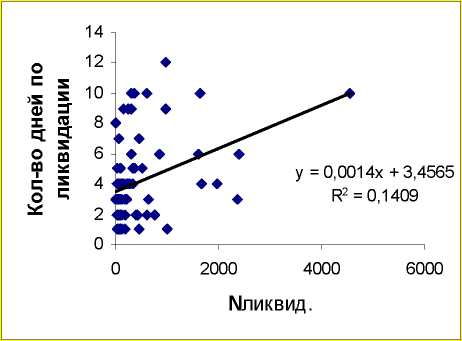 Кол-во дней по
ликвидации
14
12
10
8
6
4
2
0
y = 0,0014x + 3,4565
R² = 0,1409
0 2000 4000 6000
Nликвид.